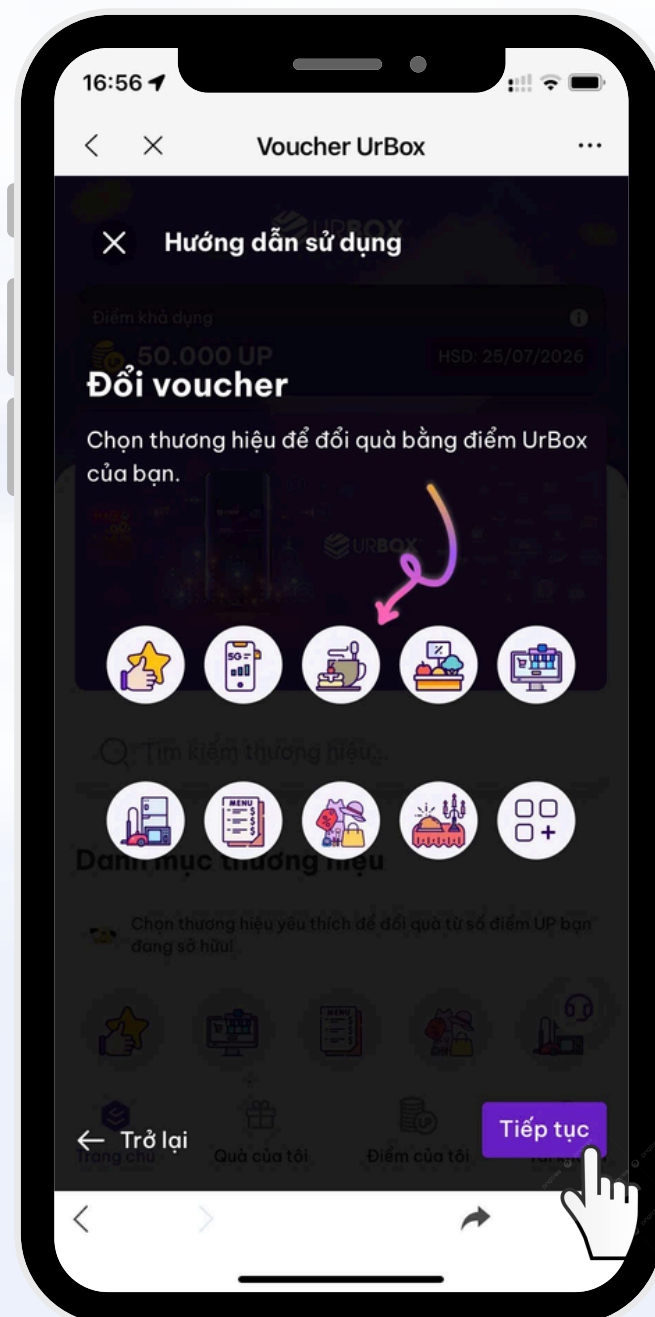 16:56
Voucher UrBox
URBOX
Hướng dẫn sử dụng
Điểm khả dụng
50.000 UP
HSD: 25/07/2026
Đổi voucher
Chọn thương hiệu để đổi quà bằng điểm UrBox
của bạn.
URBOX
5G
MENU
Tìm kiếm thương hiệu...
Danh mục thương hiệu
Chọn thương hiệu yêu thích để đổi quà từ số điểm UP bạn
đang sở hữu!
MENU
Tiếp tục
Trở lại
Trang chủ
Quà của tôi
Điểm của tôi